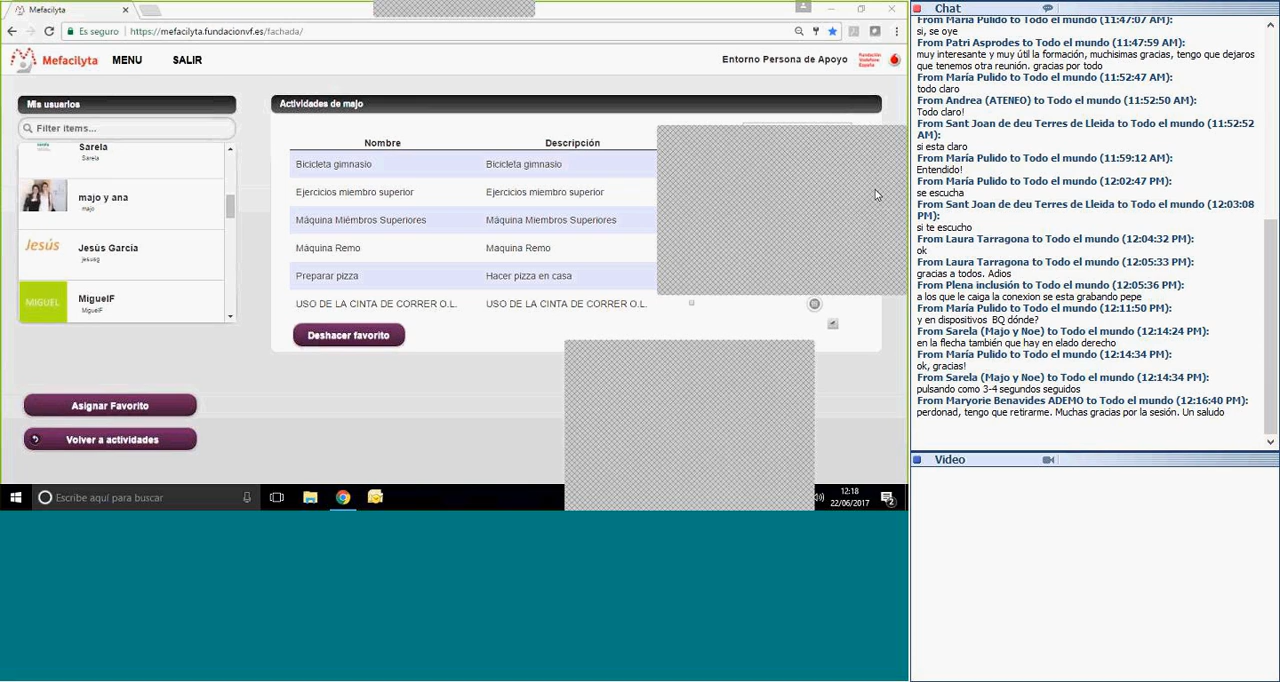 Mefacilyta
Es seguro https://mefacilyta.fundacionvf.es/fachada/
Mefacilyta MENU SALIR Entorno Persona de Apoyo Fundación Vodafone España
Mis usuarios
Filter items...
Sarela
Sarela
majo y ana
majo
Jesús
Jesús García
jesusg
MIGUEL
MiguelF
MiguelF
Asignar Favorito
Volver a actividades
Actividades de majo
Nombre Descripción
Bicicleta gimnasio Bicicleta gimnasio
Ejercicios miembro superior Ejercicios miembro superior
Máquina Miembros Superiores Máquina Miembros Superiores
Máquina Remo Maquina Remo
Preparar pizza Hacer pizza en casa
USO DE LA CINTA DE CORRER O.L. USO DE LA CINTA DE CORRER O.L.
Deshacer favorito
Escribe aquí para buscar
12:18
22/06/2017
2
Chat
From María Pulido to Todo el mundo (11:47:07 AM):
si, se oye
From Patri Asprodes to Todo el mundo (11:47:59 AM):
muy interesante y muy útil la formación, muchisimas gracias, tengo que dejaros
que tenemos otra reunión. gracias por todo
From María Pulido to Todo el mundo (11:52:47 AM):
todo claro
From Andrea (ATENEO) to Todo el mundo (11:52:50 AM):
Todo claro!
From Sant Joan de deu Terres de Lleida to Todo el mundo (11:52:52
AM):
si esta claro
From María Pulido to Todo el mundo (11:59:12 AM):
Entendido!
From María Pulido to Todo el mundo (12:02:47 PM):
se escucha
From Sant Joan de deu Terres de Lleida to Todo el mundo (12:03:08
PM):
si te escucho
From Laura Tarragona to Todo el mundo (12:04:32 PM):
ok
From Laura Tarragona to Todo el mundo (12:05:33 PM):
gracias a todos. Adios
From Plena inclusión to Todo el mundo (12:05:36 PM):
a los que le caiga la conexion se esta grabando pepe
From María Pulido to Todo el mundo (12:11:50 PM):
y en dispositivos BQ dónde?
From Sarela (Majo y Noe) to Todo el mundo (12:14:24 PM):
en la flecha también que hay en elado derecho
From María Pulido to Todo el mundo (12:14:34 PM):
ok, gracias!
From Sarela (Majo y Noe) to Todo el mundo (12:14:34 PM):
pulsando como 3-4 segundos seguidos
From Maryorie Benavides ADEMO to Todo el mundo (12:16:40 PM):
perdonad, tengo que retirarme. Muchas gracias por la sesión. Un saludo
Video